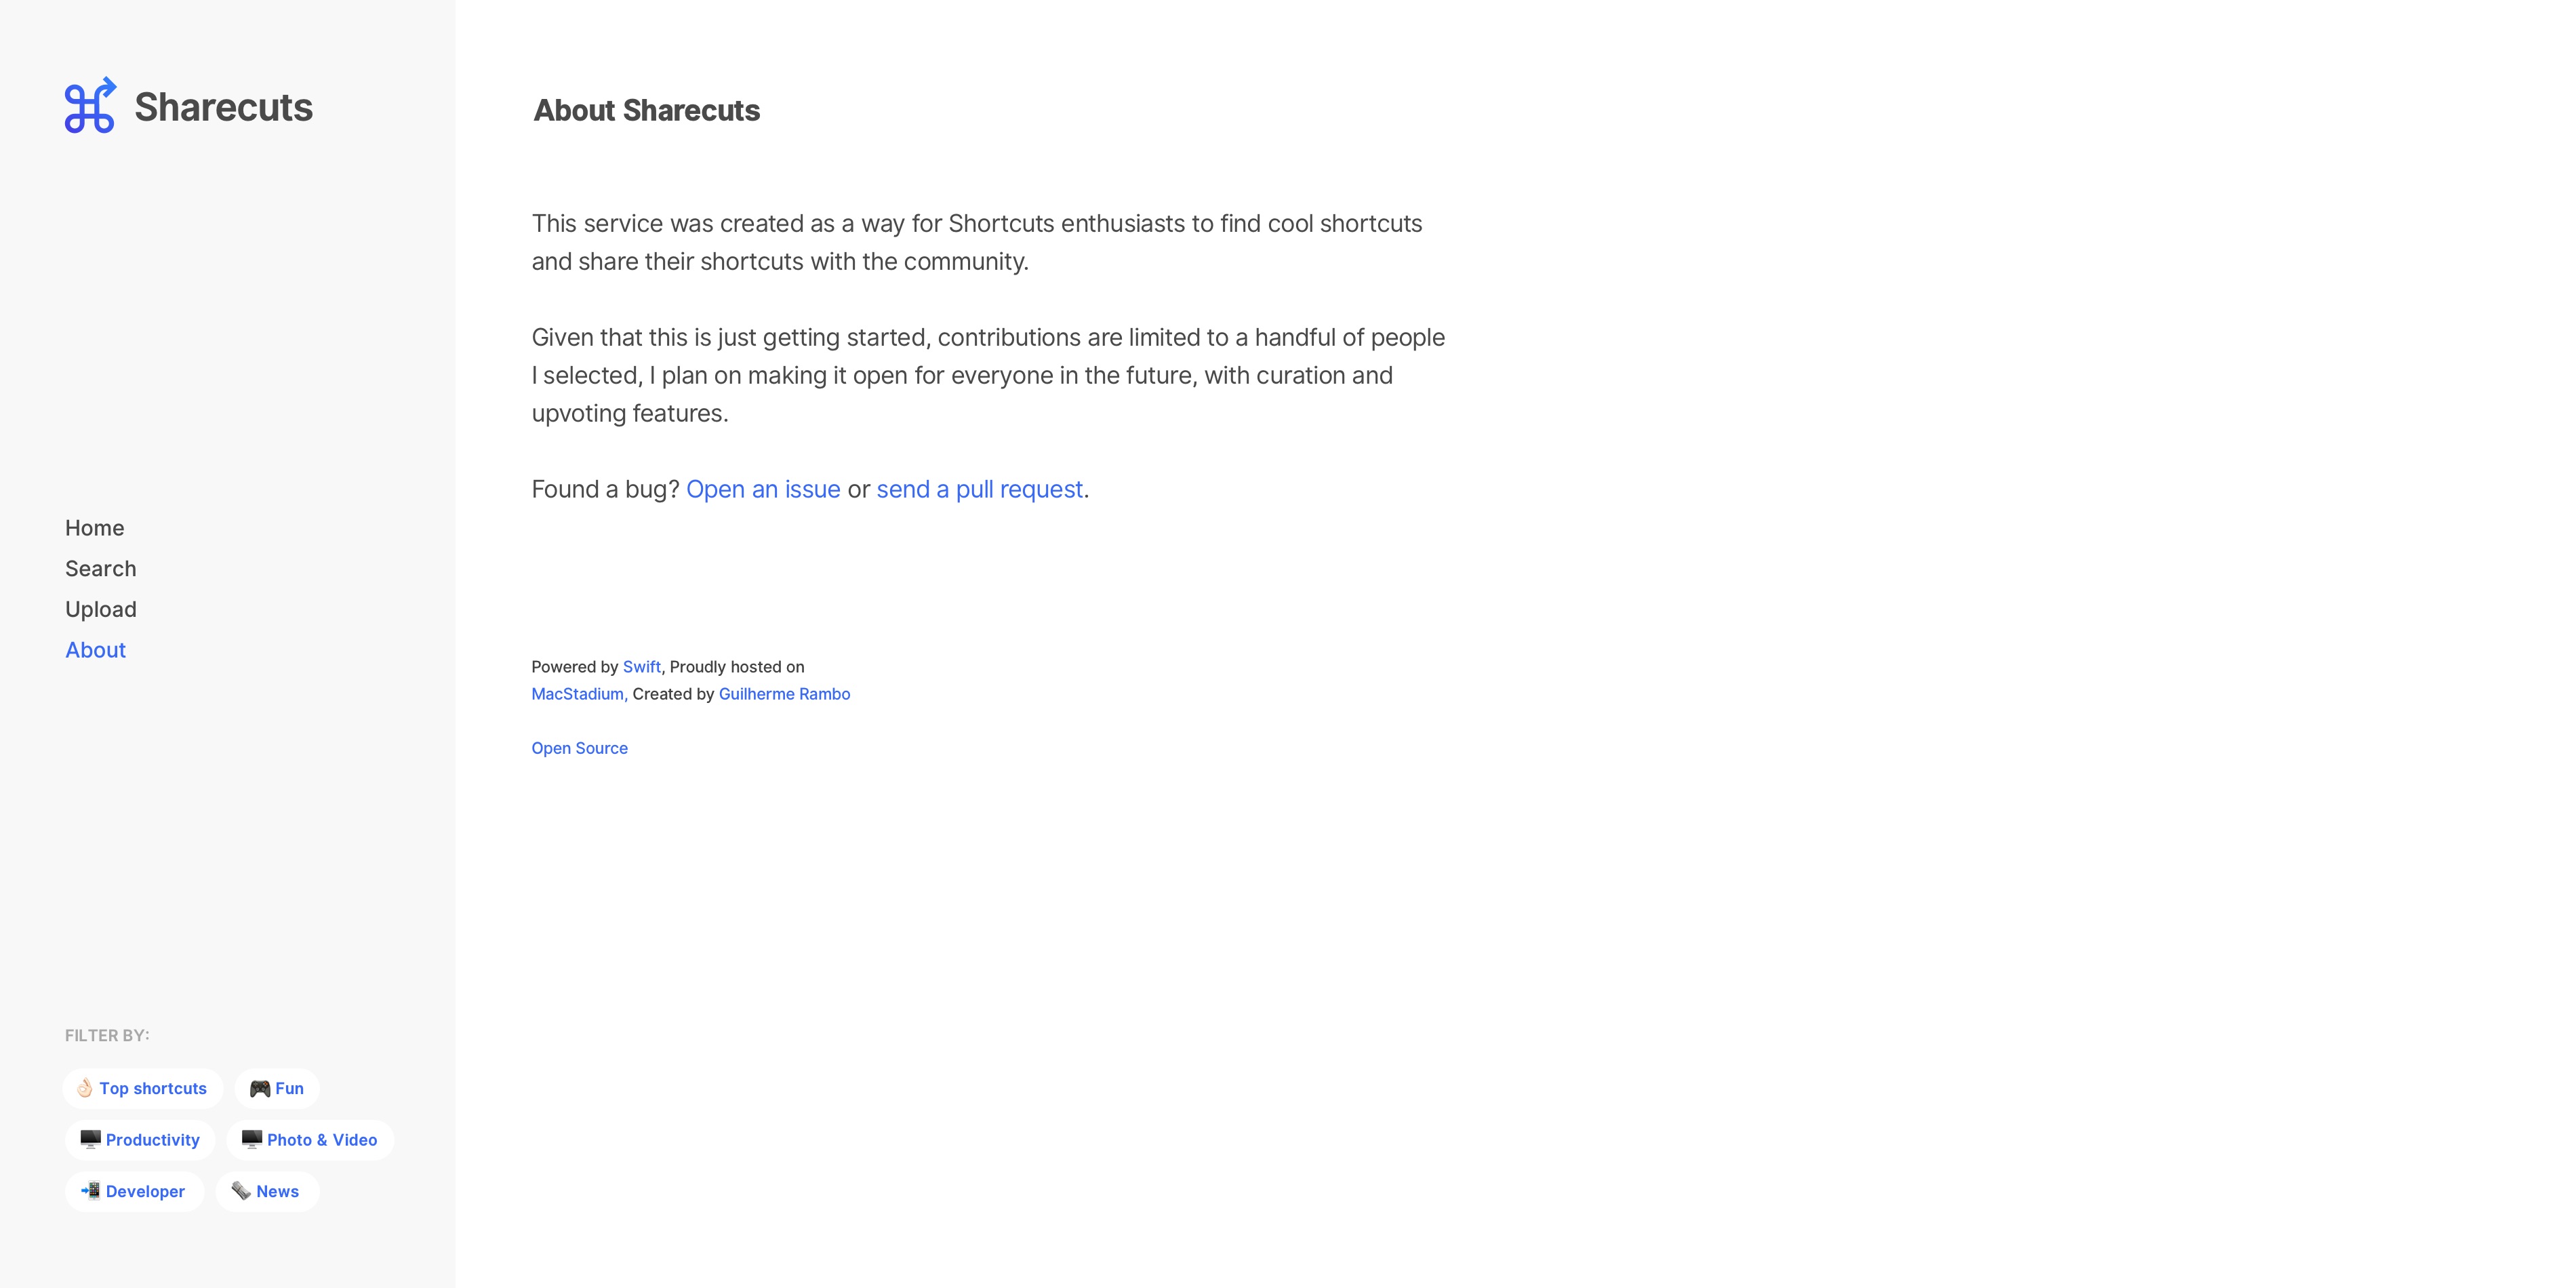 Sharecuts
Home
Search
Upload
About
FILTER BY:
👌🏻 Top shortcuts
🎮 Fun
🖥 Productivity
🖥 Photo & Video
📲 Developer
🗞 News
About Sharecuts
This service was created as a way for Shortcuts enthusiasts to find cool shortcuts
and share their shortcuts with the community.
Given that this is just getting started, contributions are limited to a handful of people
I selected, I plan on making it open for everyone in the future, with curation and
upvoting features.
Found a bug? Open an issue or send a pull request.
Powered by Swift, Proudly hosted on
MacStadium, Created by Guilherme Rambo
Open Source